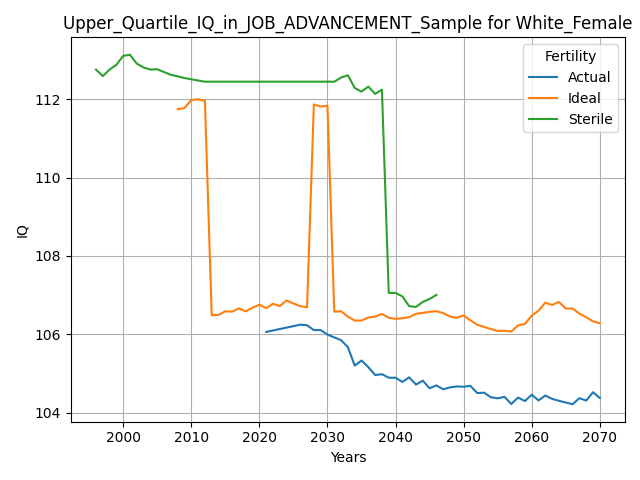 Upper_Quartile_IQ_in_JOB_ADVANCEMENT_Sample for White_Female
Fertility
Actual
Ideal
Sterile
112
110
108
106
104
IQ
2000
2010
2020
2030
2040
2050
2060
2070
Years